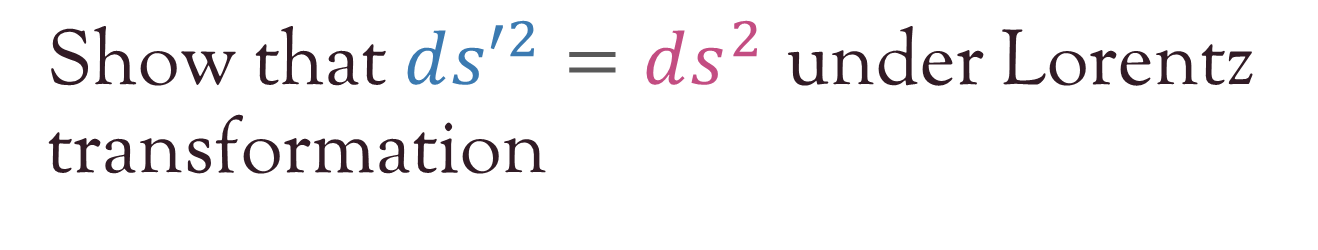 Show that 𝑑𝑠′² = 𝑑𝑠² under Lorentz
transformation